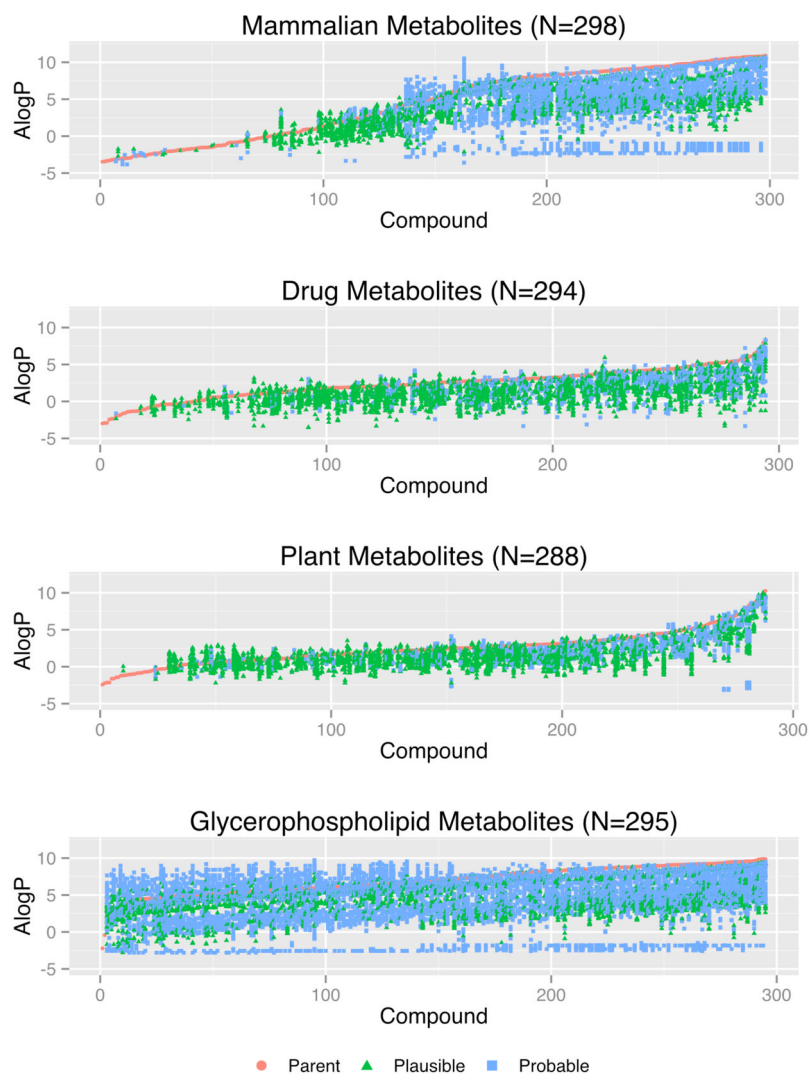 Mammalian Metabolites (N=298)
AlogP
10
5
0
-5
0
100
200
300
Compound
Drug Metabolites (N=294)
AlogP
10
5
0
-5
0
100
200
300
Compound
Plant Metabolites (N=288)
AlogP
10
5
0
-5
0
100
200
300
Compound
Glycerophospholipid Metabolites (N=295)
AlogP
10
5
0
-5
0
100
200
300
Compound
Parent Plausible Probable